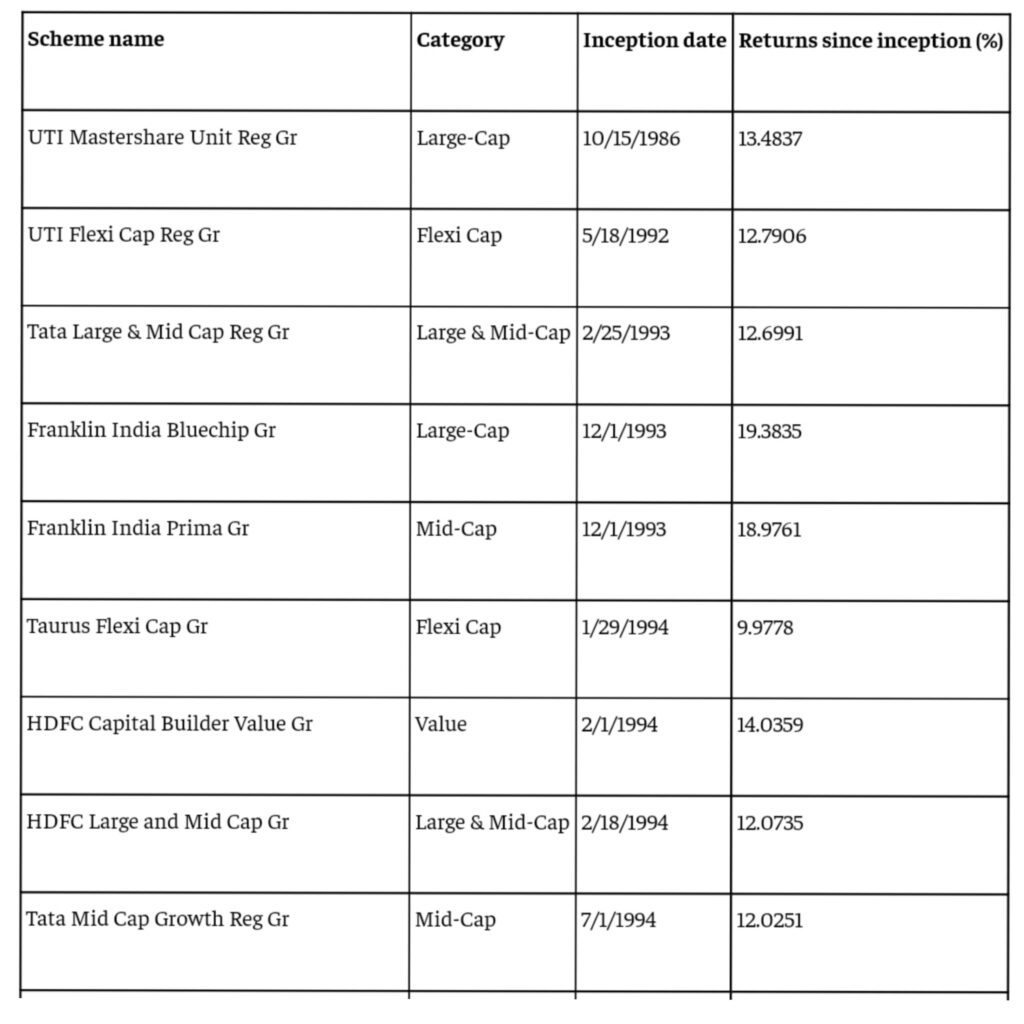 Scheme name Category Inception date Returns since inception (%)
UTI Mastershare Unit Reg Gr Large-Cap 10/15/1986 13.4837
UTI Flexi Cap Reg Gr Flexi Cap 5/18/1992 12.7906
Tata Large & Mid Cap Reg Gr Large & Mid-Cap 2/25/1993 12.6991
Franklin India Bluechip Gr Large-Cap 12/1/1993 19.3835
Franklin India Prima Gr Mid-Cap 12/1/1993 18.9761
Taurus Flexi Cap Gr Flexi Cap 1/29/1994 9.9778
HDFC Capital Builder Value Gr Value 2/1/1994 14.0359
HDFC Large and Mid Cap Gr Large & Mid-Cap 2/18/1994 12.0735
Tata Mid Cap Growth Reg Gr Mid-Cap 7/1/1994 12.0251